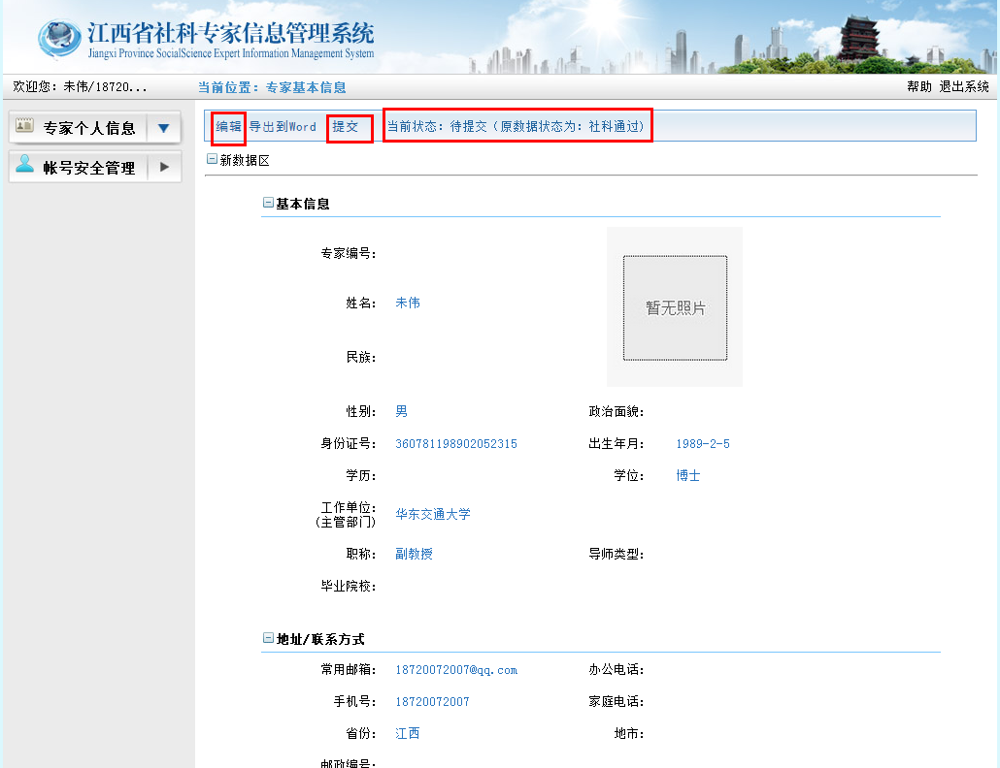 江西省社科专家信息管理系统
Jiangxi Province SocialScience Expert Information Management System
欢迎您：未伟/18720... 当前位置：专家基本信息 帮助 退出系统
专家个人信息
帐号安全管理
编辑 导出到Word 提交 当前状态：待提交（原数据状态为：社科通过）
新数据区
基本信息
专家编号：
暂无照片
姓名：未伟
民族：
性别：男 政治面貌：
身份证号：360781198902052315 出生年月：1989-2-5
学历： 学位：博士
工作单位：
(主管部门) 华东交通大学
职称：副教授 导师类型：
毕业院校：
地址/联系方式
常用邮箱：18720072007@qq.com 办公电话：
手机号：18720072007 家庭电话：
省份：江西 地市：
邮政编号：